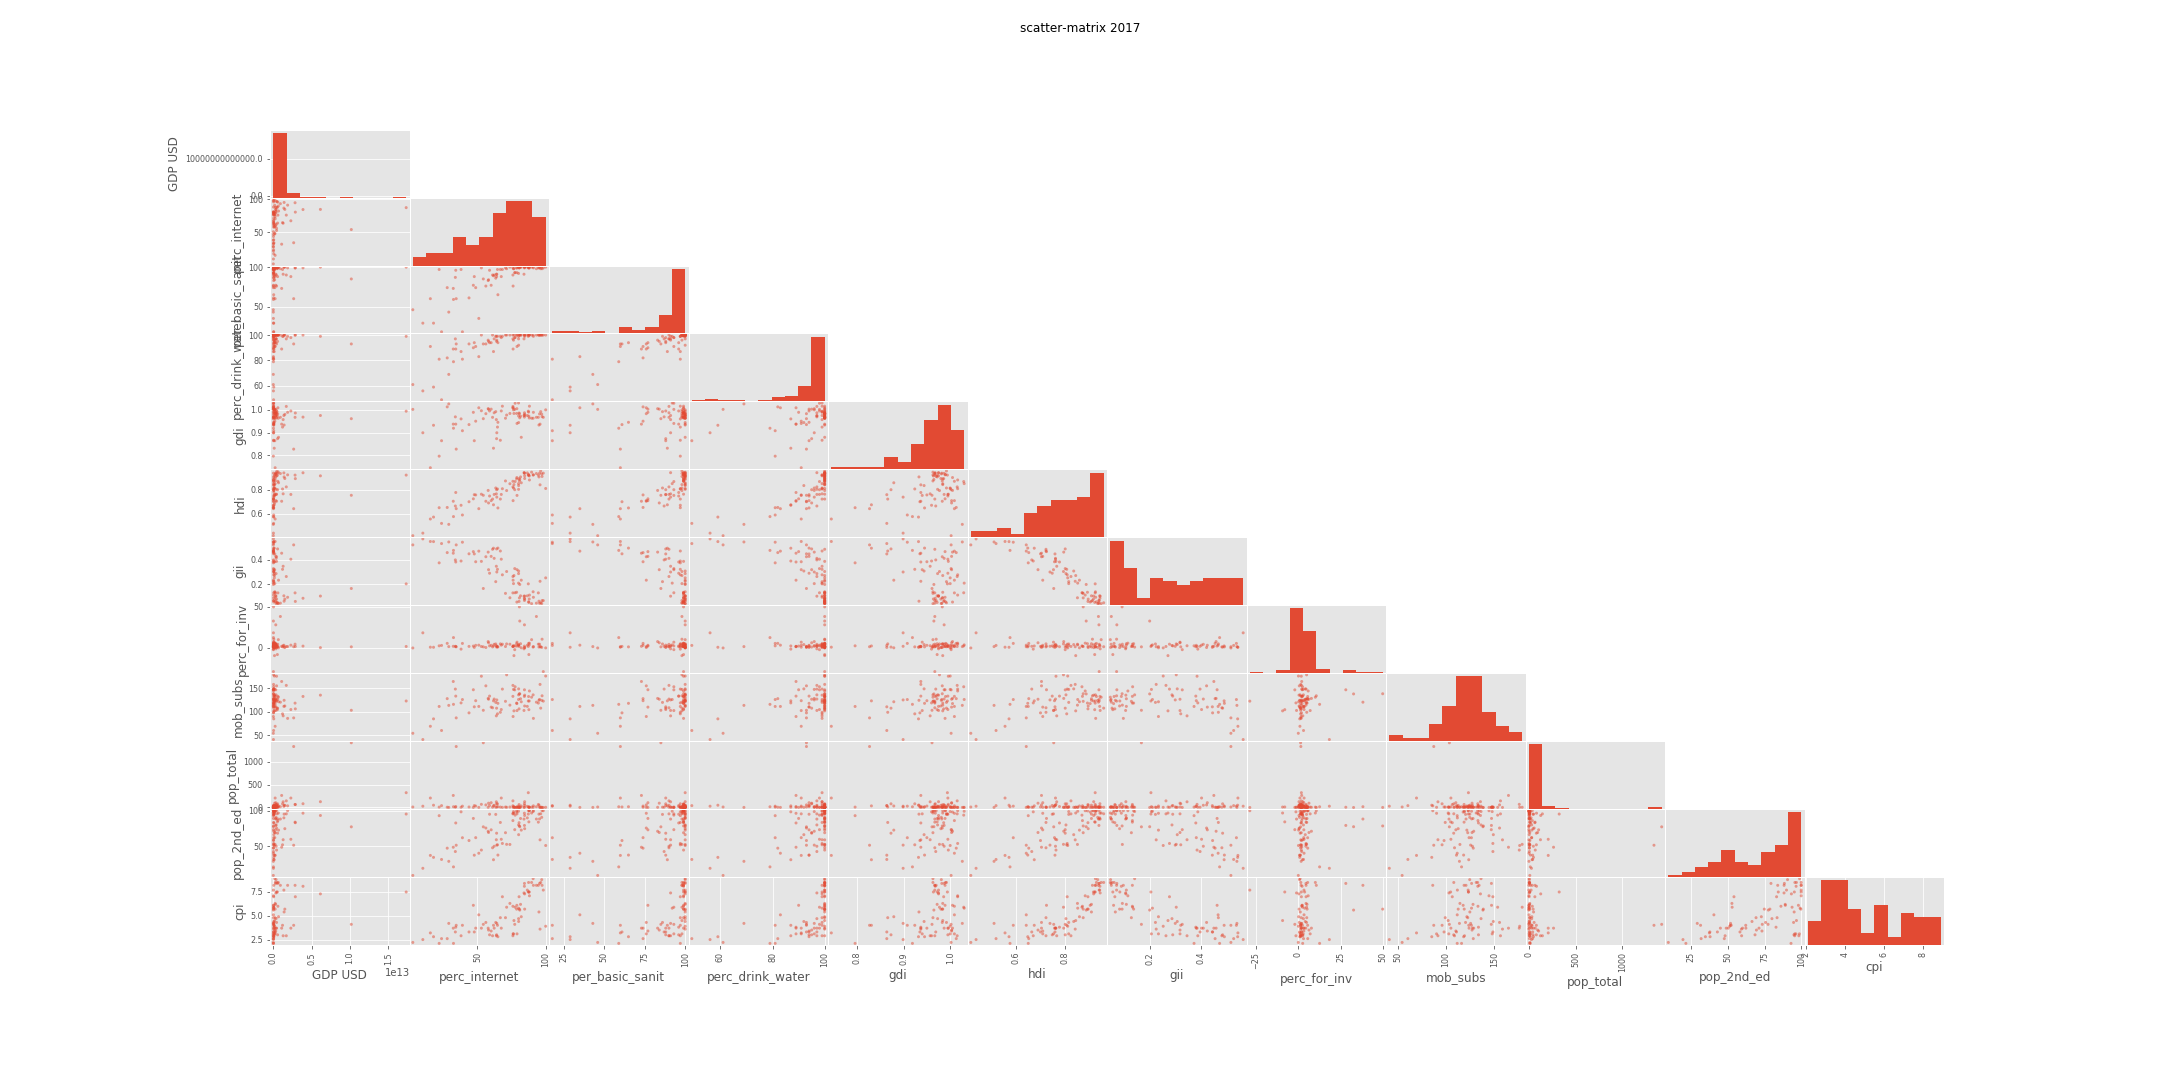 scatter-matrix 2017
GDP USD
10000000000000.0
0.0
perc_internet
100
50
per_basic_sanit
100
50
perc_drink_water
100
80
60
gdi
1.0
0.9
0.8
hdi
0.8
0.6
gii
0.4
0.2
perc_for_inv
50
0
mob_subs
150
100
50
pop_total
1000
500
0
pop_2nd_ed
100
50
cpi
7.5
5.0
2.5
0.0 0.5 1.0 1.5 50 100 25 50 75 100 60 80 100 0.8 0.9 1.0 0.6 0.8 0.2 0.4 −25 0 25 50 50 100 150 0 500 1000 25 50 75 100 2 4 6 8
1e13
GDP USD perc_internet per_basic_sanit perc_drink_water gdi hdi gii perc_for_inv mob_subs pop_total pop_2nd_ed cpi